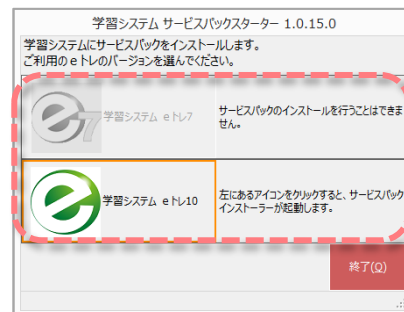 学習システム サービスパックスターター 1.0.15.0
学習システムにサービスパックをインストールします。
ご利用のｅトレのバージョンを選んでください。
e7
学習システム ｅトレ7
サービスパックのインストールを行うことはできま
せん。
e
学習システム ｅトレ10
左にあるアイコンをクリックすると、サービスパック
インストーラーが起動します。
終了(Q)